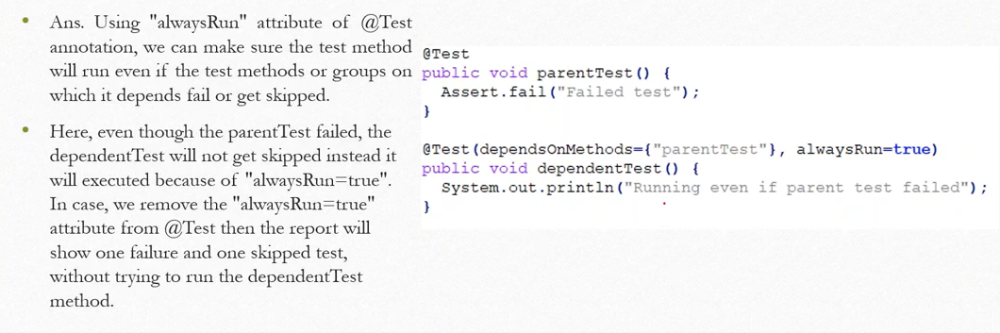 Ans. Using "alwaysRun" attribute of @Test
annotation, we can make sure the test method
will run even if the test methods or groups on
which it depends fail or get skipped.
Here, even though the parentTest failed, the
dependentTest will not get skipped instead it
will executed because of "alwaysRun=true".
In case, we remove the "alwaysRun=true"
attribute from @Test then the report will
show one failure and one skipped test,
without trying to run the dependentTest
method.
@Test
public void parentTest() {
  Assert.fail("Failed test");
}
@Test(dependsOnMethods={"parentTest"}, alwaysRun=true)
public void dependentTest() {
  System.out.println("Running even if parent test failed");
}